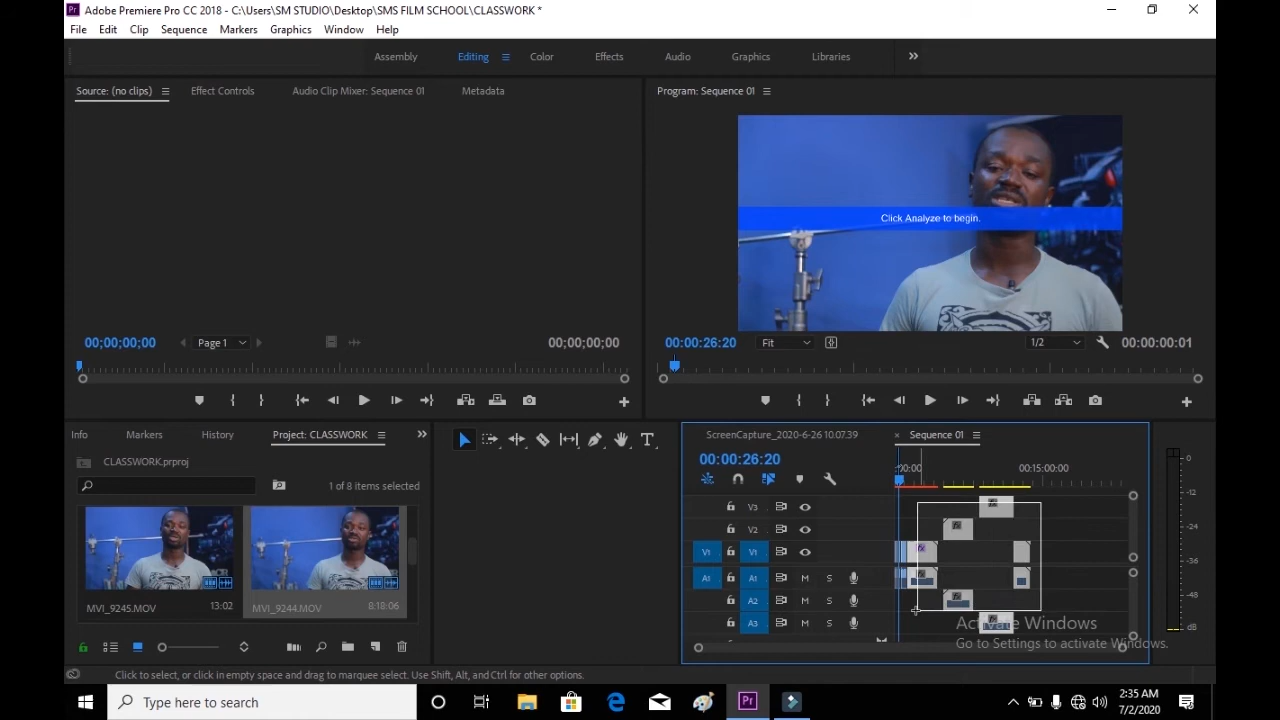 Adobe Premiere Pro CC 2018 - C:\Users\SM STUDIO\Desktop\SMS FILM SCHOOL\CLASSWORK *
File Edit Clip Sequence Markers Graphics Window Help
Assembly Editing Color Effects Audio Graphics Libraries
Source: (no clips) Effect Controls Audio Clip Mixer: Sequence 01 Metadata
Program: Sequence 01
Click Analyze to begin.
00;00;00;00 Page 1 00;00;00;00
00:00:26:20 Fit 1/2 00:00:00:01
Info Markers History Project: CLASSWORK
CLASSWORK.prproj
1 of 8 items selected
MVI_9245.MOV 13:02
MVI_9244.MOV 8:18:06
ScreenCapture_2020-6-26 10.07.39 × Sequence 01
00:00:26:20
:00:00 00:15:00:00
V3
V2
V1 V1
A1 A1 M S
A2 M S
A3 M S
0
-12
-24
-36
-48
dB
Activate Windows
Go to Settings to activate Windows.
Click to select, or click in empty space and drag to marquee select. Use Shift, Alt, and Ctrl for other options.
Type here to search
Pr
2:35 AM
7/2/2020